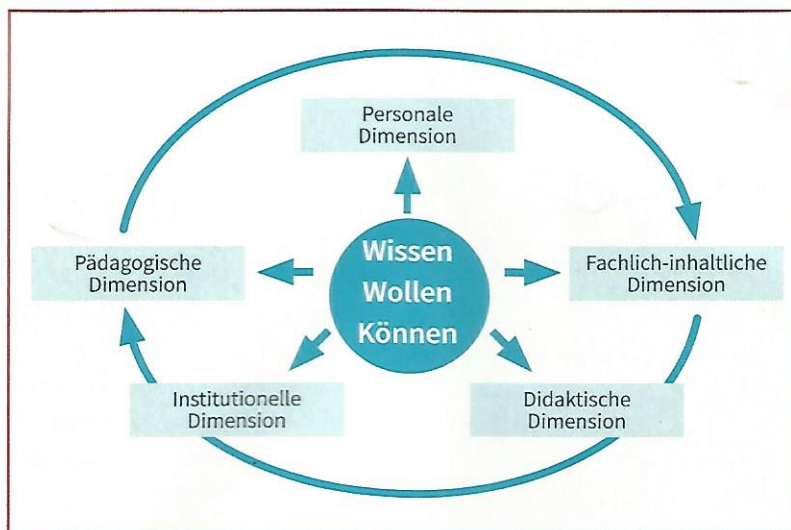 Personale
Dimension
Wissen
Wollen
Können
Pädagogische
Dimension
Fachlich-inhaltliche
Dimension
Institutionelle
Dimension
Didaktische
Dimension